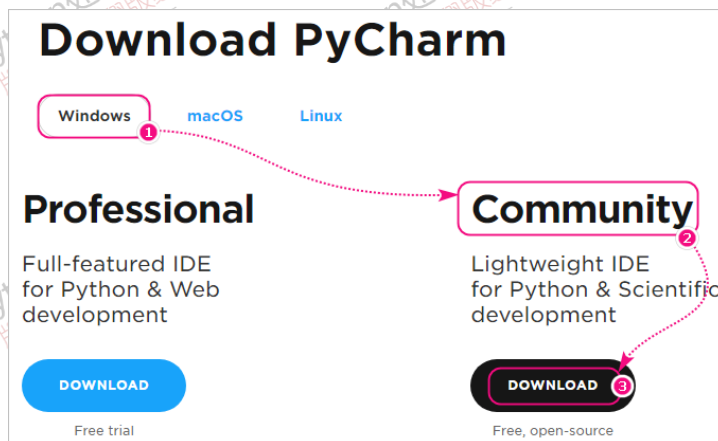 Download PyCharm
Windows
macOS
Linux
1
Professional
Community
2
Full-featured IDE
for Python & Web
development
Lightweight IDE
for Python & Scientific
development
DOWNLOAD
DOWNLOAD
3
Free trial
Free, open-source